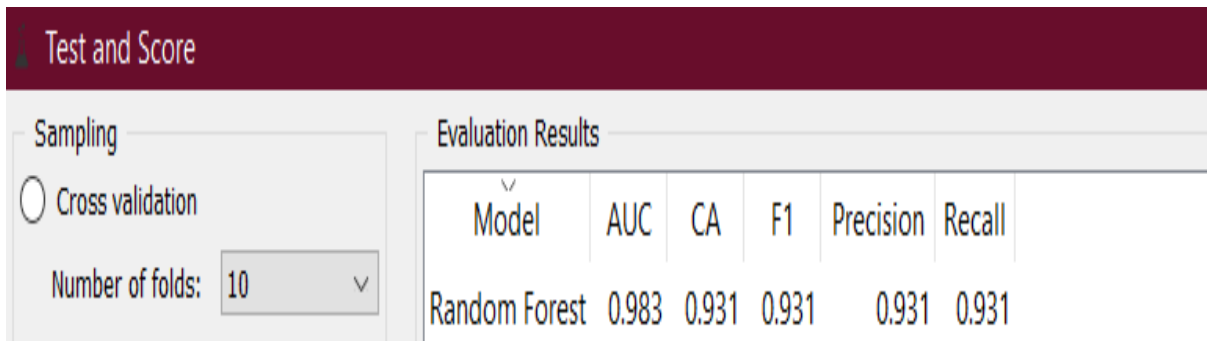 Test and Score
Sampling
Cross validation
Number of folds: 10
Evaluation Results
Model AUC CA F1 Precision Recall
Random Forest 0.983 0.931 0.931 0.931 0.931